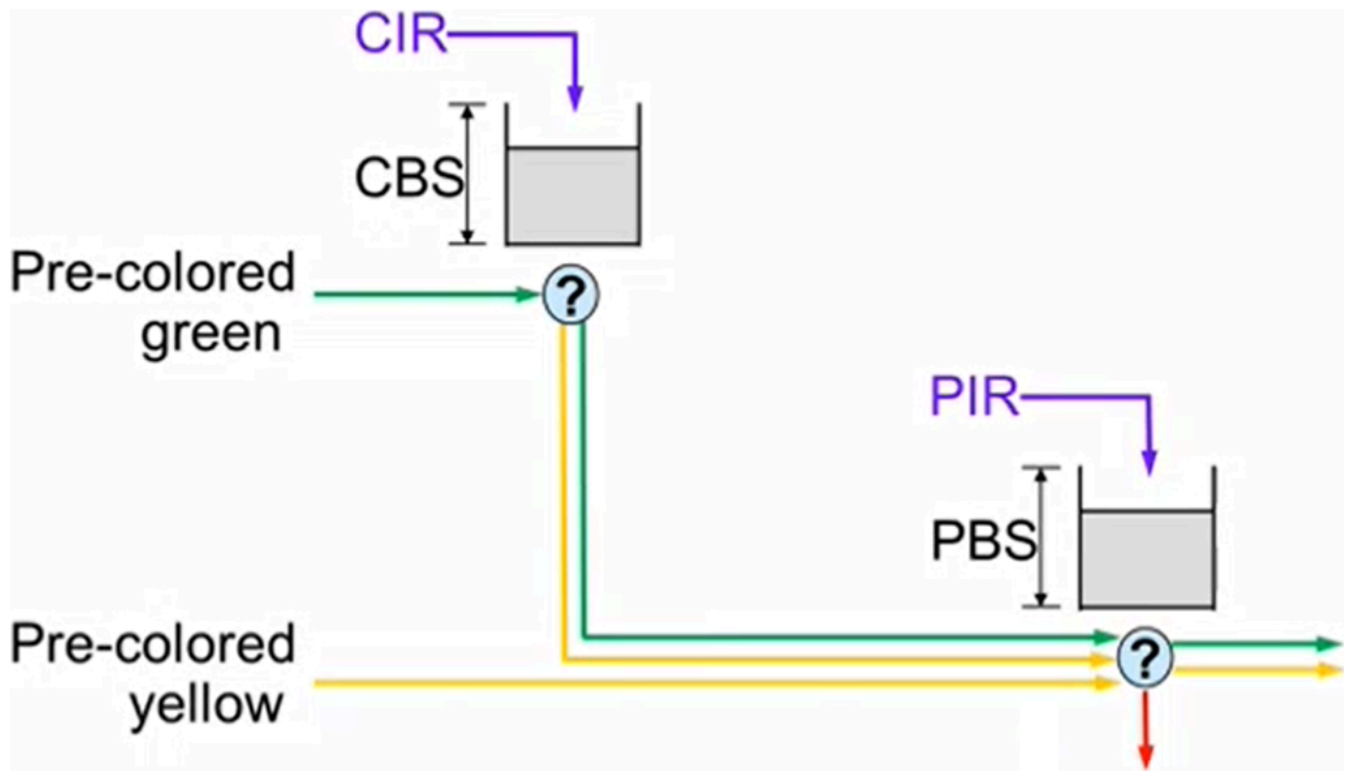 CIR
CBS
Pre-colored
green
?
PIR
PBS
Pre-colored
yellow
?